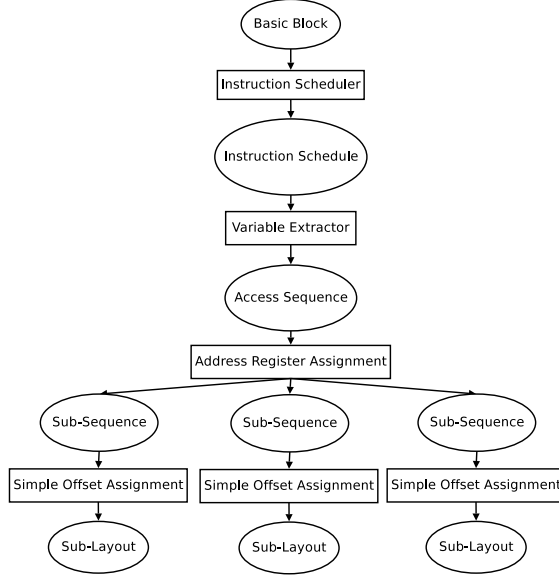 Basic Block
Instruction Scheduler
Instruction Schedule
Variable Extractor
Access Sequence
Address Register Assignment
Sub-Sequence
Sub-Sequence
Sub-Sequence
Simple Offset Assignment
Simple Offset Assignment
Simple Offset Assignment
Sub-Layout
Sub-Layout
Sub-Layout